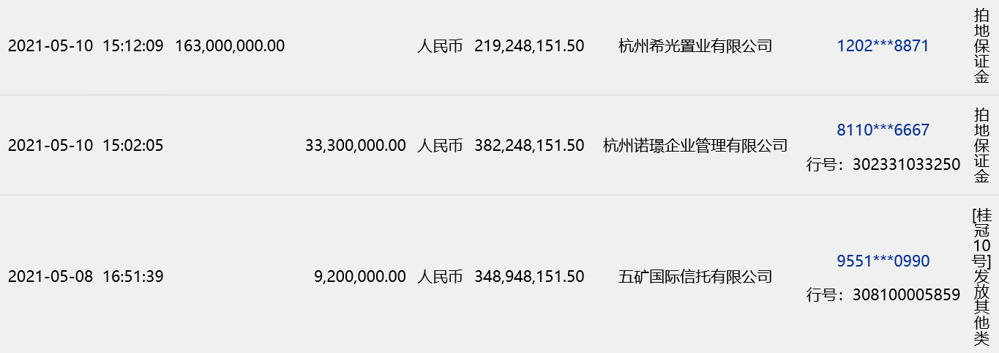 2021-05-10 15:12:09 163,000,000.00 人民币 219,248,151.50 杭州希光置业有限公司 1202***8871 拍地保证金
2021-05-10 15:02:05 33,300,000.00 人民币 382,248,151.50 杭州诺璟企业管理有限公司 8110***6667
行号：302331033250 拍地保证金
2021-05-08 16:51:39 9,200,000.00 人民币 348,948,151.50 五矿国际信托有限公司 9551***0990
行号：308100005859 [桂冠10号]发放其他类